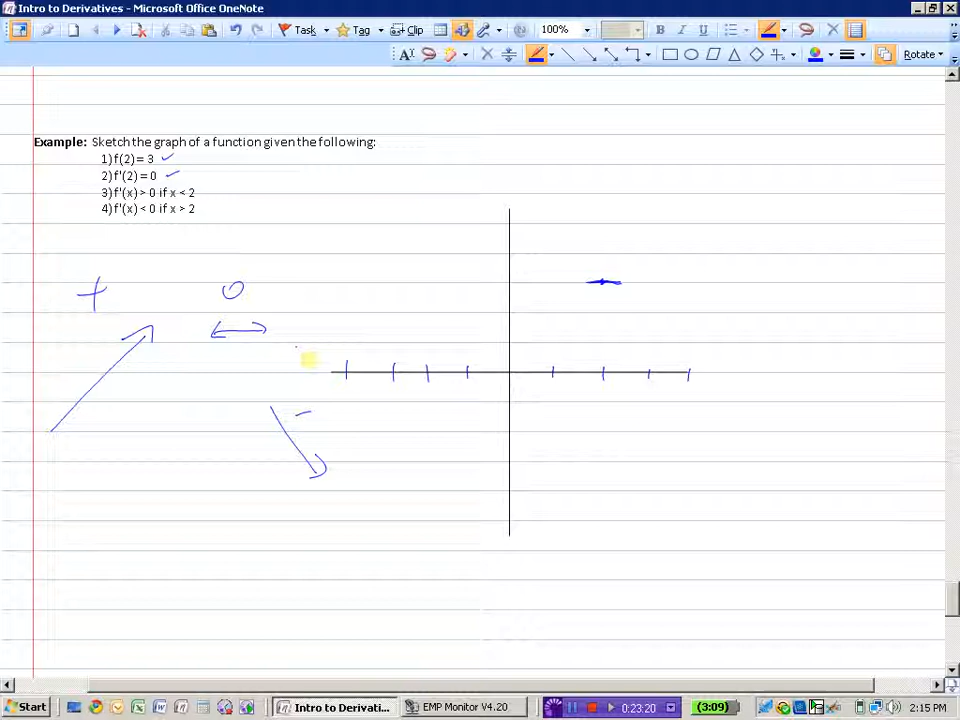 Intro to Derivatives - Microsoft Office OneNote
Task Tag Clip 100% B I U
A Rotate
Example: Sketch the graph of a function given the following:
1) f(2) = 3 ✓
2) f'(2) = 0 ✓
3) f'(x) > 0 if x < 2
4) f'(x) < 0 if x > 2
+ 0
-
Start Intro to Derivati... EMP Monitor V4.20 0:23:20 (3:09) 2:15 PM